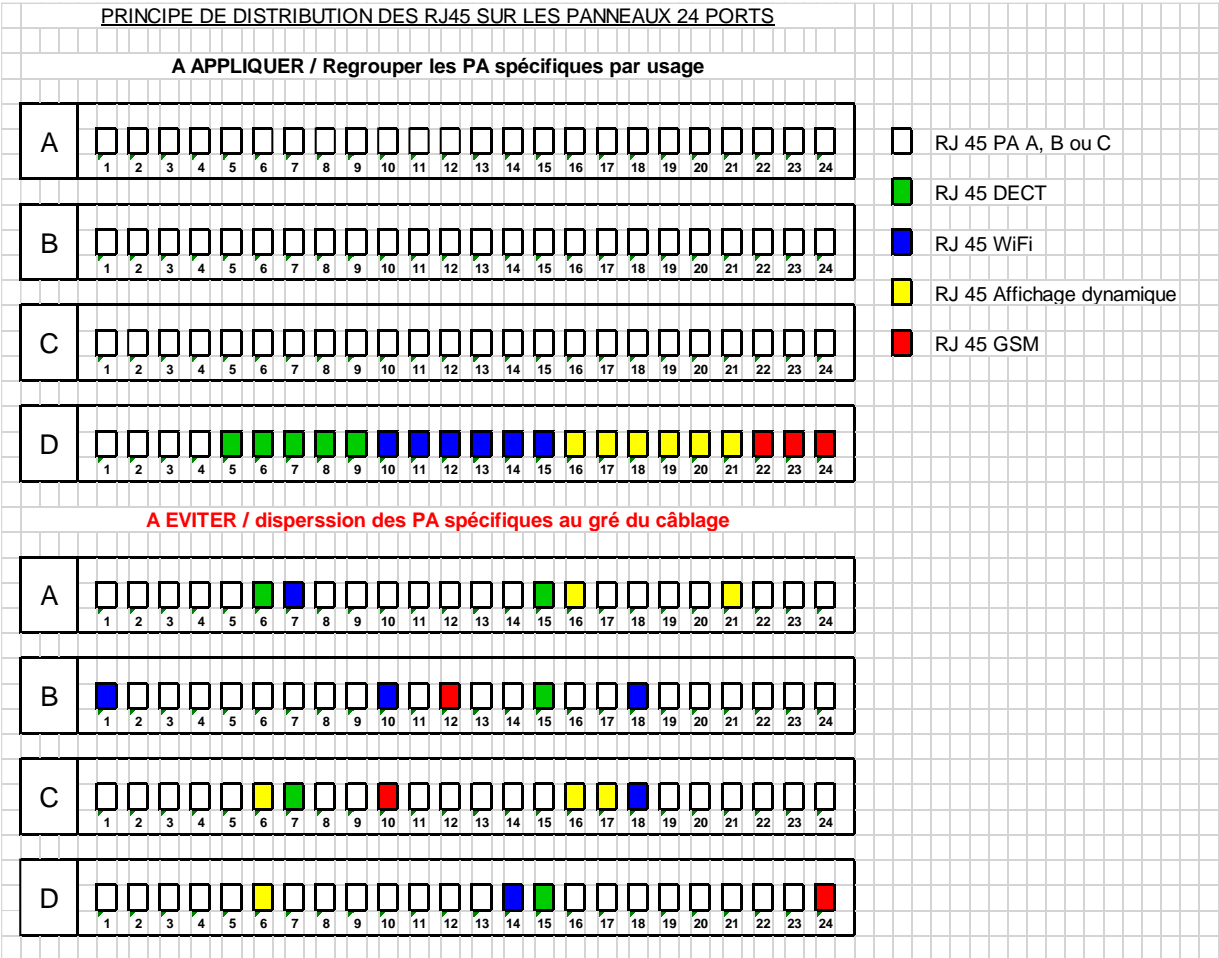 PRINCIPE DE DISTRIBUTION DES RJ45 SUR LES PANNEAUX 24 PORTS
A APPLIQUER / Regrouper les PA spécifiques par usage
A
1 2 3 4 5 6 7 8 9 10 11 12 13 14 15 16 17 18 19 20 21 22 23 24
B
1 2 3 4 5 6 7 8 9 10 11 12 13 14 15 16 17 18 19 20 21 22 23 24
C
1 2 3 4 5 6 7 8 9 10 11 12 13 14 15 16 17 18 19 20 21 22 23 24
D
1 2 3 4 5 6 7 8 9 10 11 12 13 14 15 16 17 18 19 20 21 22 23 24
RJ 45 PA A, B ou C
RJ 45 DECT
RJ 45 WiFi
RJ 45 Affichage dynamique
RJ 45 GSM
A EVITER / disperssion des PA spécifiques au gré du câblage
A
1 2 3 4 5 6 7 8 9 10 11 12 13 14 15 16 17 18 19 20 21 22 23 24
B
1 2 3 4 5 6 7 8 9 10 11 12 13 14 15 16 17 18 19 20 21 22 23 24
C
1 2 3 4 5 6 7 8 9 10 11 12 13 14 15 16 17 18 19 20 21 22 23 24
D
1 2 3 4 5 6 7 8 9 10 11 12 13 14 15 16 17 18 19 20 21 22 23 24